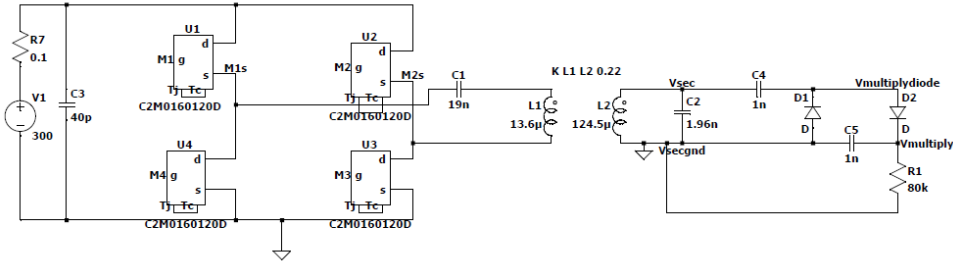 R7
0.1
V1
300
C3
40p
U1
d
M1 g
s
M1s
Tj Tc
C2M0160120D
U2
d
M2 g
s
M2s
Tj Tc
C2M0160120D
U4
d
M4 g
s
Tj Tc
C2M0160120D
U3
d
M3 g
s
Tj Tc
C2M0160120D
C1
19n
K L1 L2 0.22
L1
13.6µ
L2
124.5µ
Vsec
C2
1.96n
Vsecgnd
C4
1n
Vmultiplydiode
D1
D
D2
D
C5
1n
Vmultiply
R1
80k